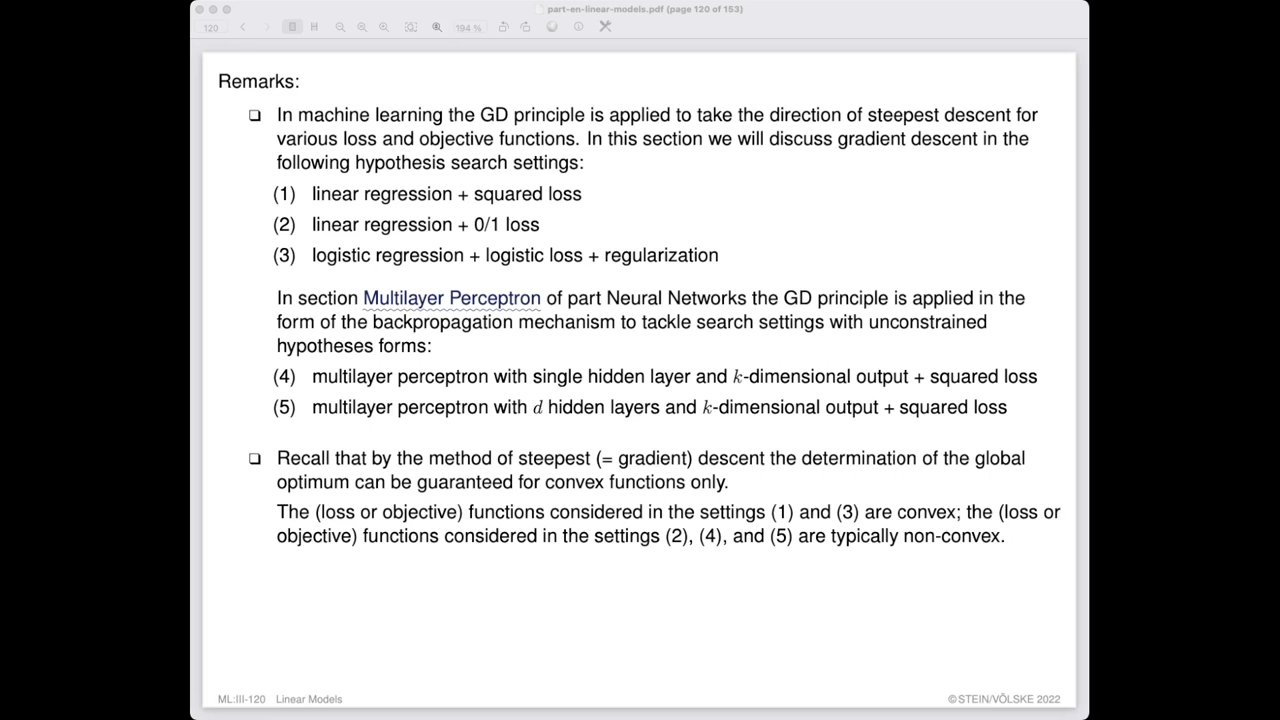 part-en-linear-models.pdf (page 120 of 153)
120
194 %
Remarks:
❑ In machine learning the GD principle is applied to take the direction of steepest descent for
various loss and objective functions. In this section we will discuss gradient descent in the
following hypothesis search settings:
(1) linear regression + squared loss
(2) linear regression + 0/1 loss
(3) logistic regression + logistic loss + regularization
In section Multilayer Perceptron of part Neural Networks the GD principle is applied in the
form of the backpropagation mechanism to tackle search settings with unconstrained
hypotheses forms:
(4) multilayer perceptron with single hidden layer and k-dimensional output + squared loss
(5) multilayer perceptron with d hidden layers and k-dimensional output + squared loss
❑ Recall that by the method of steepest (= gradient) descent the determination of the global
optimum can be guaranteed for convex functions only.
The (loss or objective) functions considered in the settings (1) and (3) are convex; the (loss or
objective) functions considered in the settings (2), (4), and (5) are typically non-convex.
ML:III-120 Linear Models
©STEIN/VÖLSKE 2022